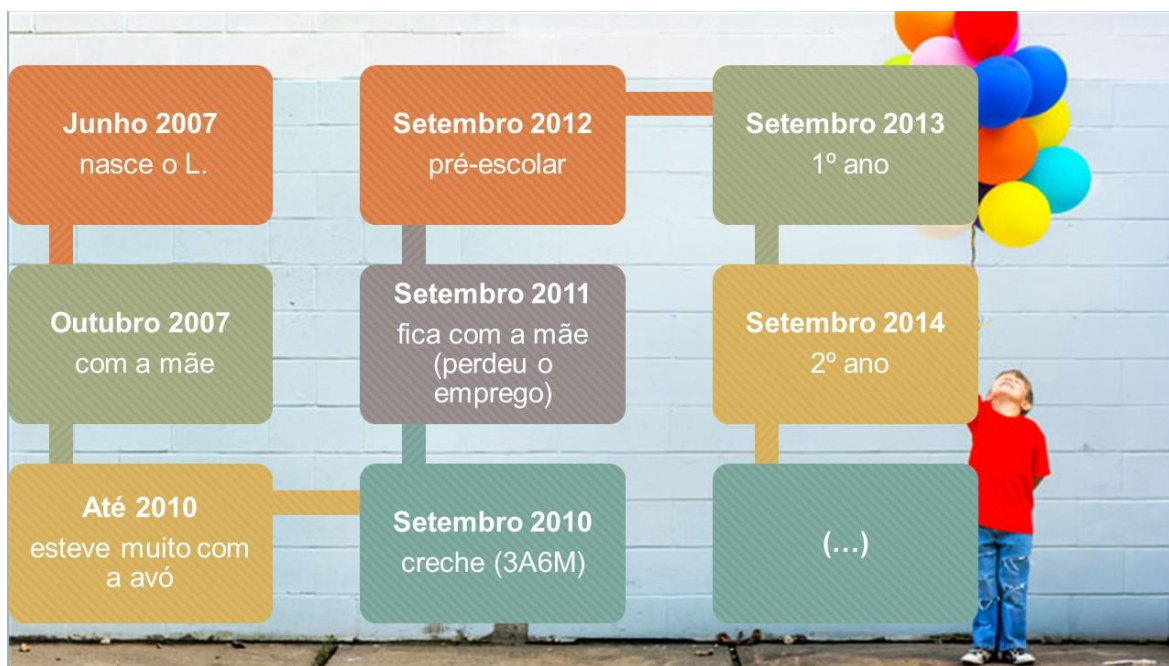 Junho 2007
nasce o L.
Outubro 2007
com a mãe
Até 2010
esteve muito com
a avó
Setembro 2010
creche (3A6M)
Setembro 2011
fica com a mãe
(perdeu o
emprego)
Setembro 2012
pré-escolar
Setembro 2013
1º ano
Setembro 2014
2º ano
(...)